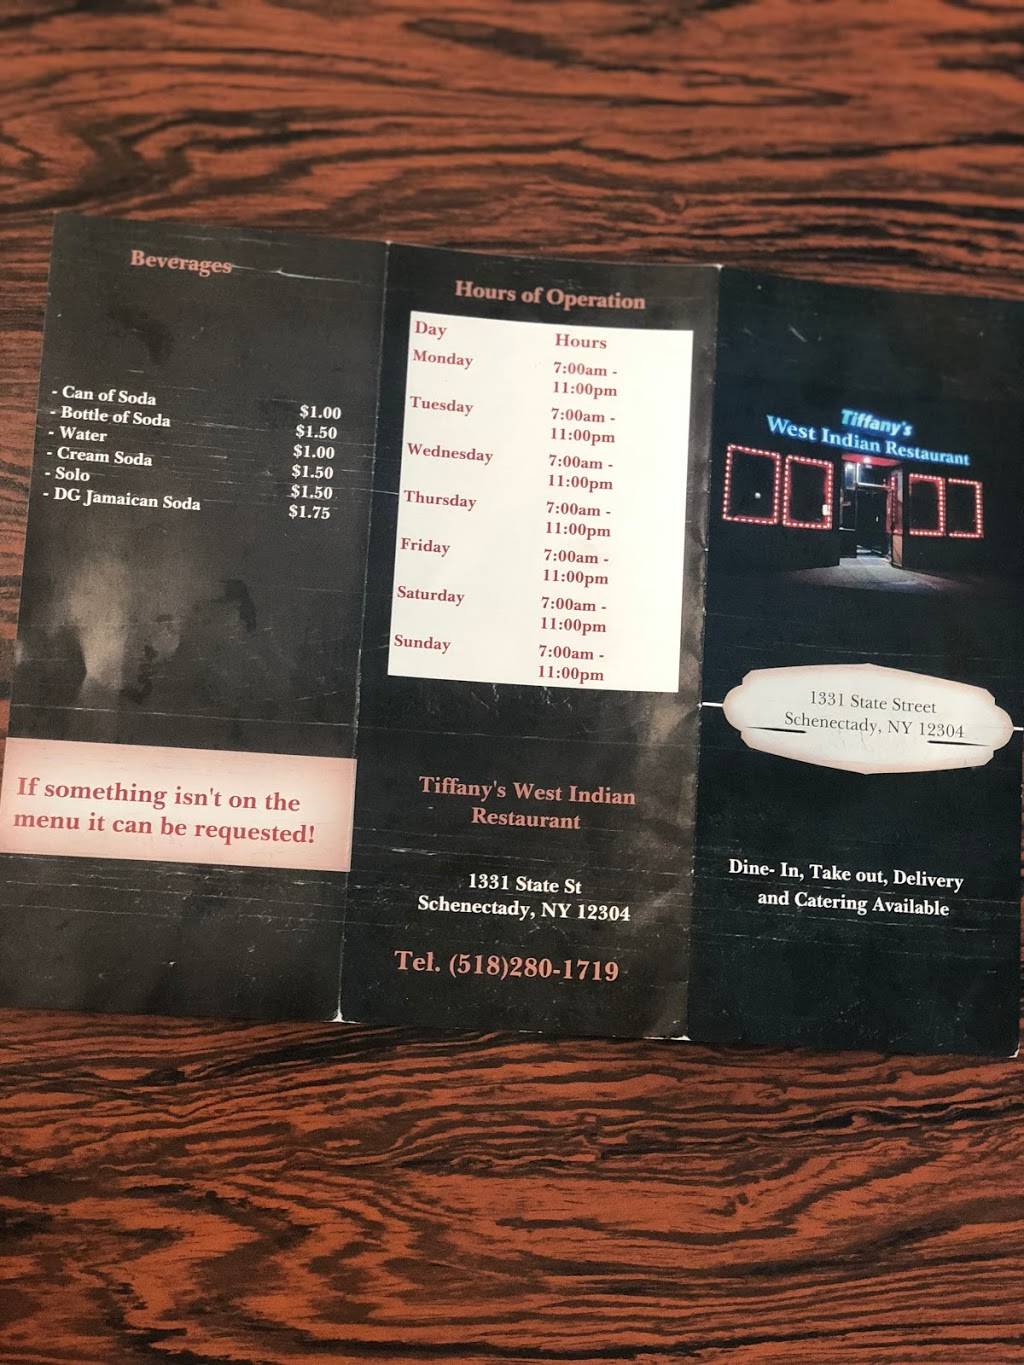 Beverages
- Can of Soda $1.00
- Bottle of Soda $1.50
- Water $1.00
- Cream Soda $1.50
- Solo $1.50
- DG Jamaican Soda $1.75
If something isn't on the
menu it can be requested!
Hours of Operation
Day Hours
Monday 7:00am -
11:00pm
Tuesday 7:00am -
11:00pm
Wednesday 7:00am -
11:00pm
Thursday 7:00am -
11:00pm
Friday 7:00am -
11:00pm
Saturday 7:00am -
11:00pm
Sunday 7:00am -
11:00pm
Tiffany's West Indian
Restaurant
1331 State St
Schenectady, NY 12304
Tel. (518)280-1719
Tiffany's
West Indian Restaurant
1331 State Street
Schenectady, NY 12304
Dine- In, Take out, Delivery
and Catering Available